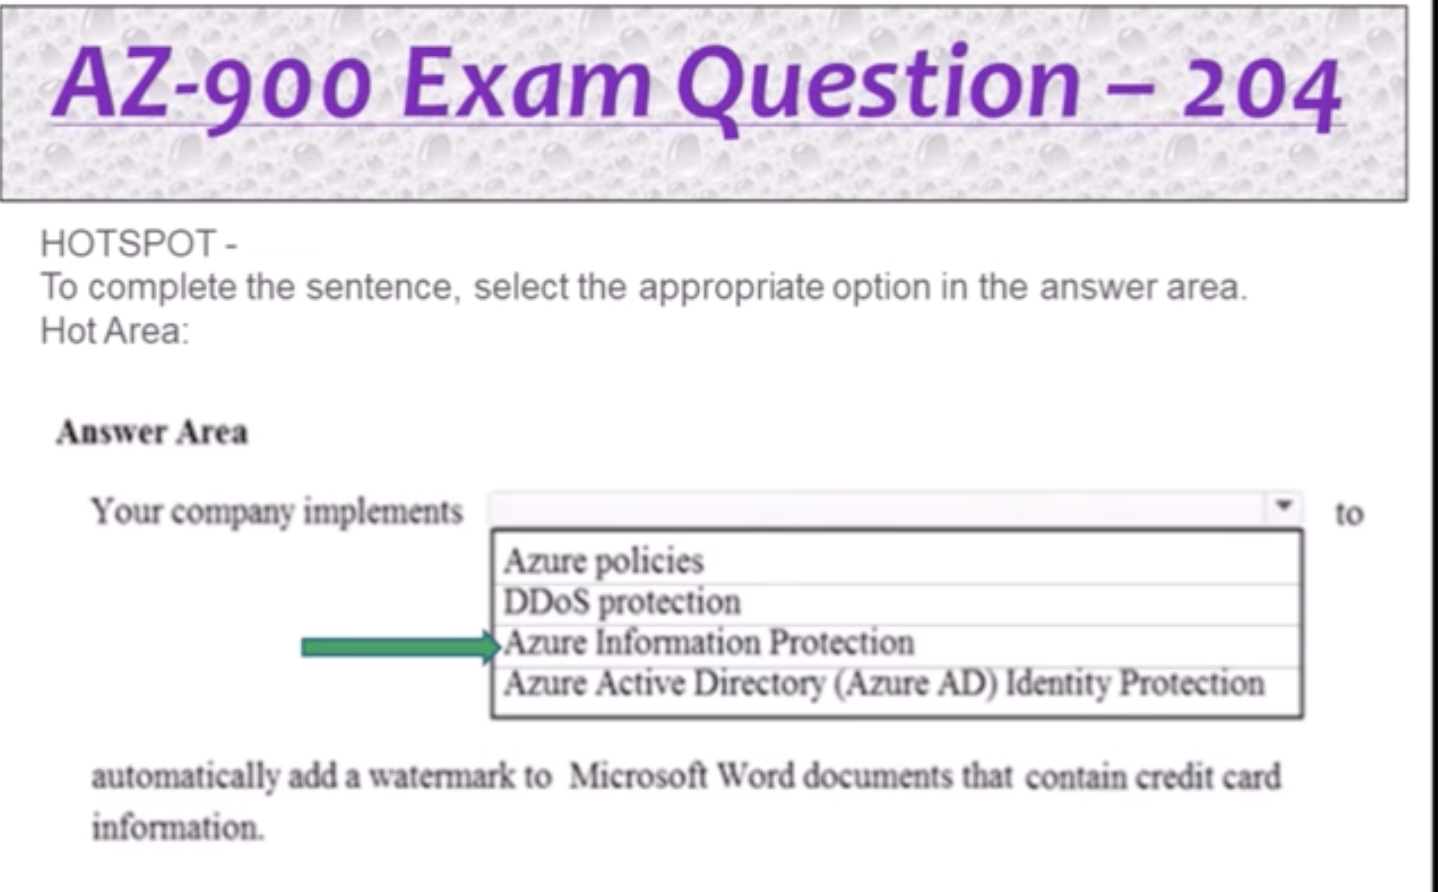 AZ-900 Exam Question – 204
HOTSPOT -
To complete the sentence, select the appropriate option in the answer area.
Hot Area:
Answer Area
Your company implements to
Azure policies
DDoS protection
Azure Information Protection
Azure Active Directory (Azure AD) Identity Protection
automatically add a watermark to Microsoft Word documents that contain credit card
information.